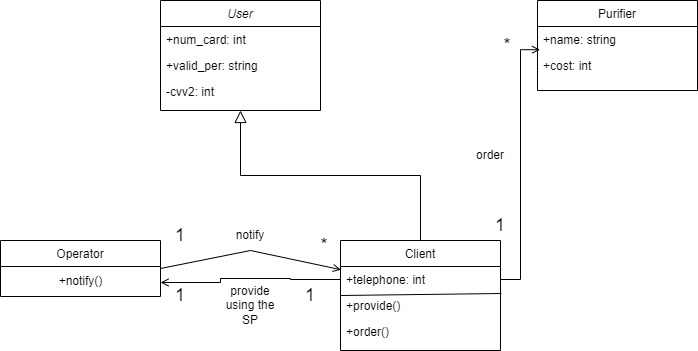 User
+num_card: int
+valid_per: string
-cvv2: int
Purifier
+name: string
+cost: int
*
order
1
Operator
+notify()
1
notify
*
1
provide
using the
SP
1
Client
+telephone: int
+provide()
+order()